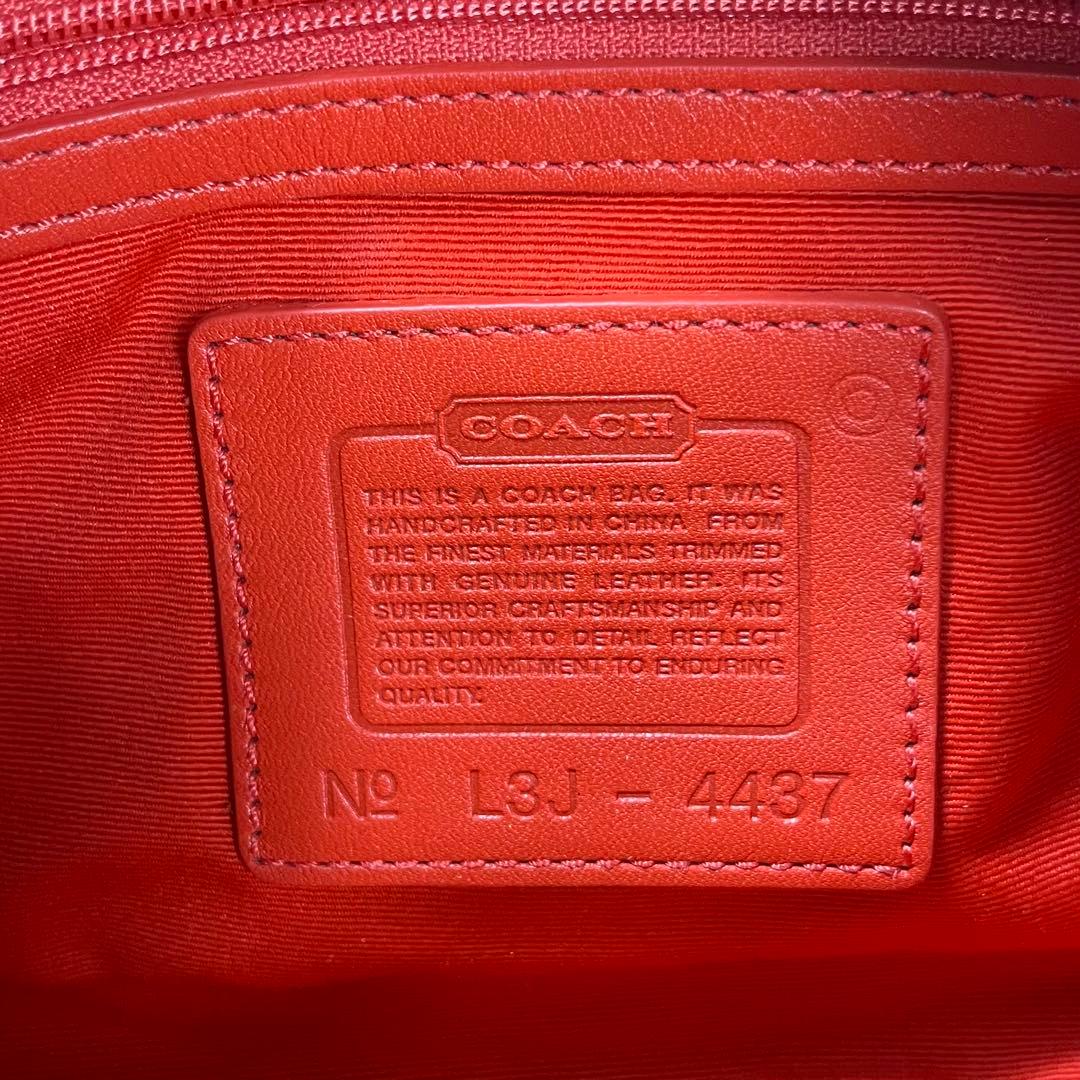 ©
COACH
THIS IS A COACH BAG. IT WAS
HANDCRAFTED IN CHINA FROM
THE FINEST MATERIALS TRIMMED
WITH GENUINE LEATHER. ITS
SUPERIOR CRAFTSMANSHIP AND
ATTENTION TO DETAIL REFLECT
OUR COMMITMENT TO ENDURING
QUALITY.
Nº L3J - 4437